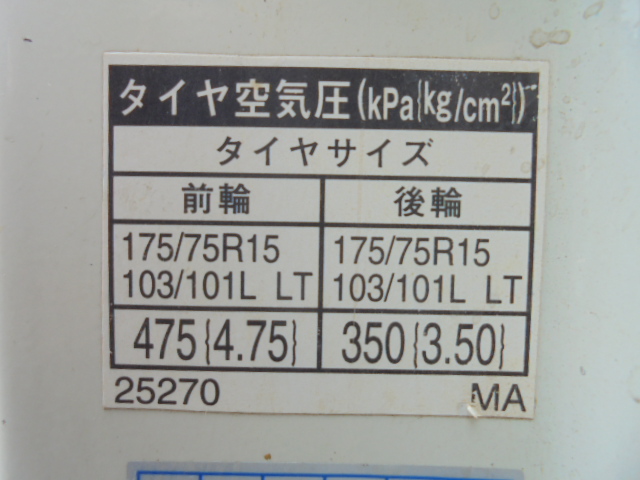 タイヤ空気圧(kPa{kg/cm²})
タイヤサイズ
前輪 後輪
175/75R15 175/75R15
103/101L LT 103/101L LT
475{4.75} 350{3.50}
25270 MA